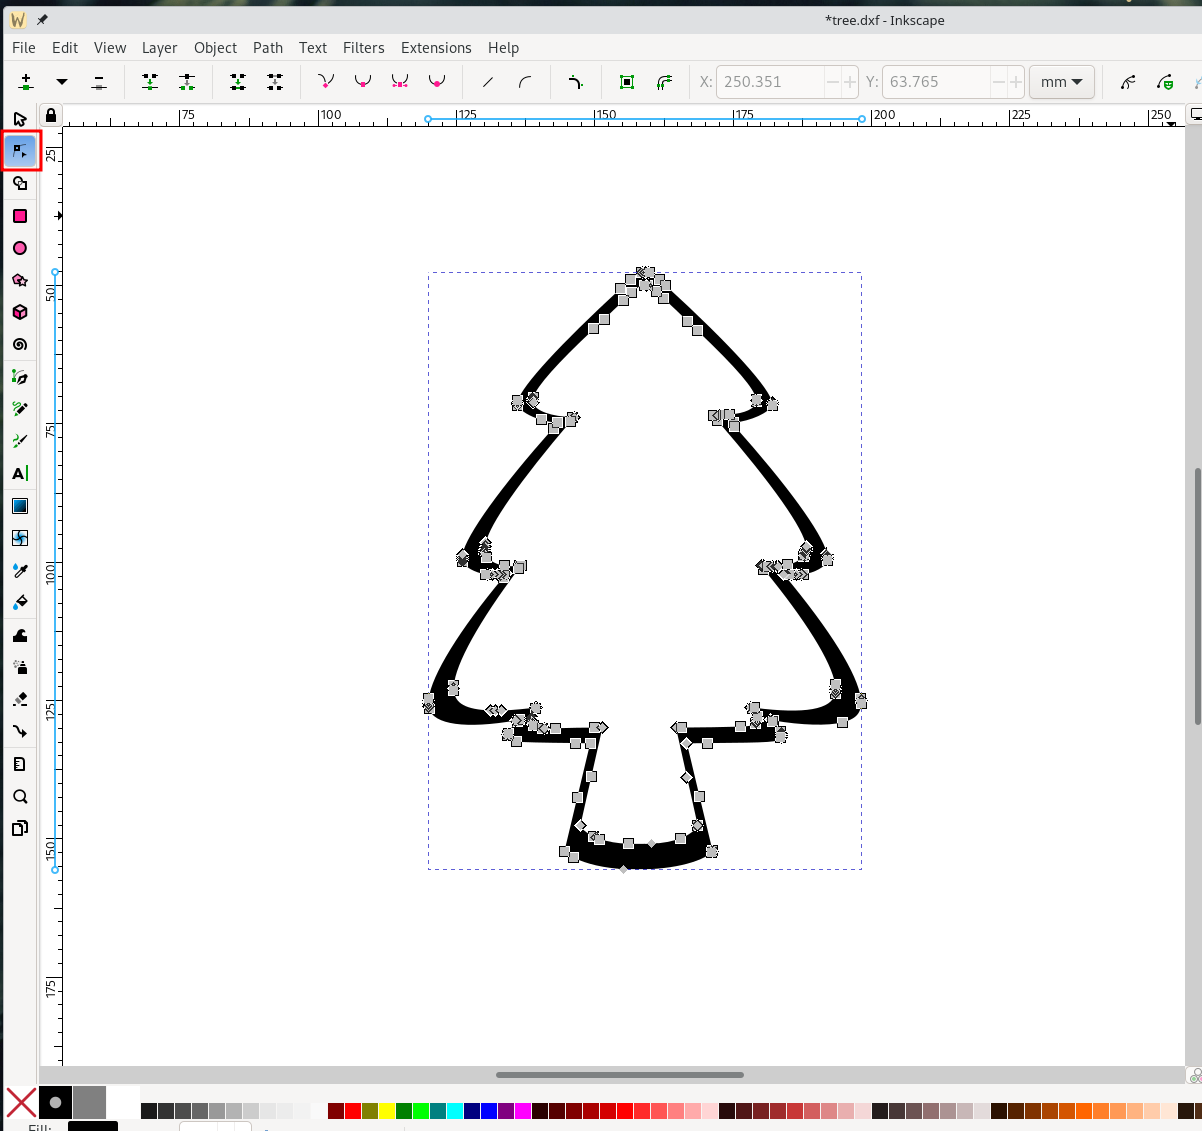 *tree.dxf - Inkscape
File Edit View Layer Object Path Text Filters Extensions Help
X: 250.351 Y: 63.765 mm
75 100 125 150 175 200 225 250
25
50
75
100
125
150
175
A
Fill: